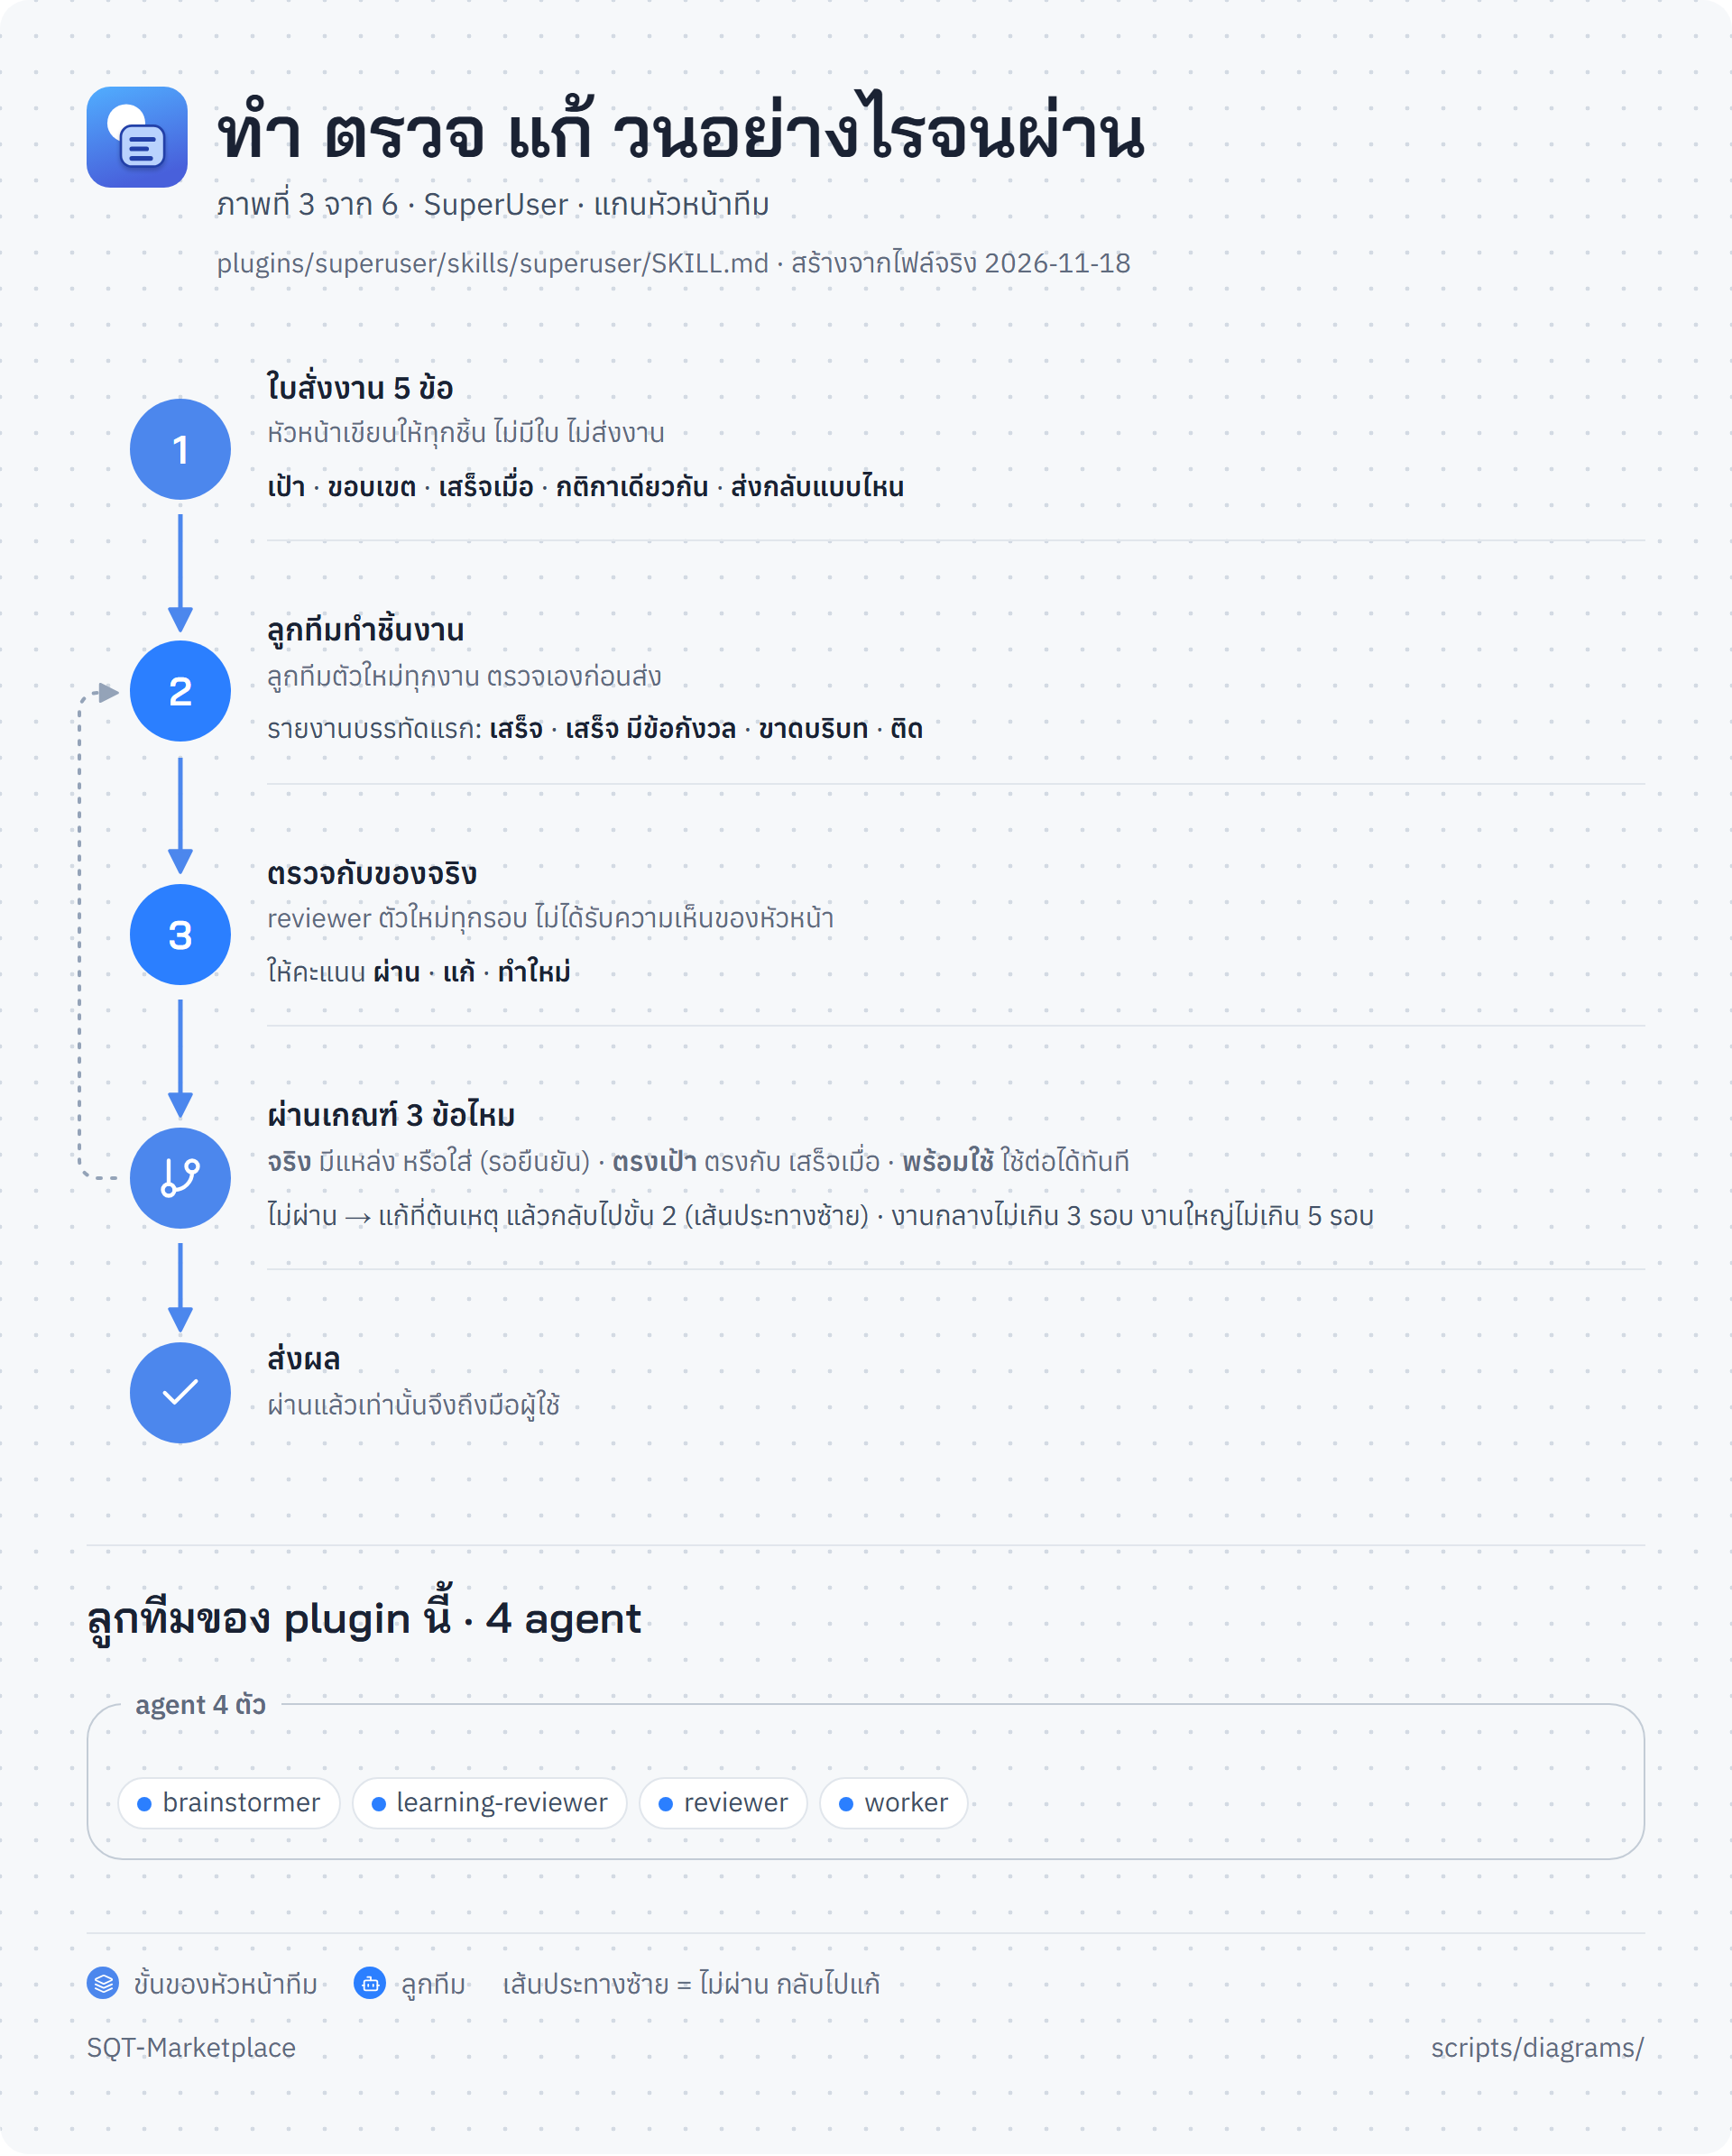 ทำ ตรวจ แก้ วนอย่างไรจนผ่าน
ภาพที่ 3 จาก 6 · SuperUser · แกนหัวหน้าทีม
plugins/superuser/skills/superuser/SKILL.md · สร้างจากไฟล์จริง 2026-11-18
1
ใบสั่งงาน 5 ข้อ
หัวหน้าเขียนให้ทุกชิ้น ไม่มีใบ ไม่ส่งงาน
เป้า · ขอบเขต · เสร็จเมื่อ · กติกาเดียวกัน · ส่งกลับแบบไหน
2
ลูกทีมทำชิ้นงาน
ลูกทีมตัวใหม่ทุกงาน ตรวจเองก่อนส่ง
รายงานบรรทัดแรก: เสร็จ · เสร็จ มีข้อกังวล · ขาดบริบท · ติด
3
ตรวจกับของจริง
reviewer ตัวใหม่ทุกรอบ ไม่ได้รับความเห็นของหัวหน้า
ให้คะแนน ผ่าน · แก้ · ทำใหม่
ผ่านเกณฑ์ 3 ข้อไหม
จริง มีแหล่ง หรือใส่ (รอยืนยัน) · ตรงเป้า ตรงกับ เสร็จเมื่อ · พร้อมใช้ ใช้ต่อได้ทันที
ไม่ผ่าน → แก้ที่ต้นเหตุ แล้วกลับไปขั้น 2 (เส้นประทางซ้าย) · งานกลางไม่เกิน 3 รอบ งานใหญ่ไม่เกิน 5 รอบ
ส่งผล
ผ่านแล้วเท่านั้นจึงถึงมือผู้ใช้
ลูกทีมของ plugin นี้ · 4 agent
agent 4 ตัว
brainstormer
learning-reviewer
reviewer
worker
ขั้นของหัวหน้าทีม
ลูกทีม
เส้นประทางซ้าย = ไม่ผ่าน กลับไปแก้
SQT-Marketplace
scripts/diagrams/